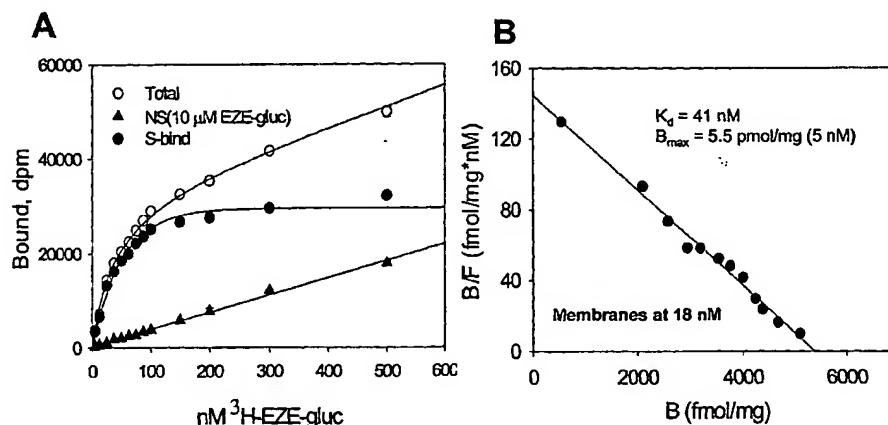 A
60000
40000
20000
0
Bound, dpm
Total
NS(10 μM EZE-gluc)
S-bind
0 100 200 300 400 500 600
nM ³H-EZE-gluc
B
160
120
80
40
0
B/F (fmol/mg*nM)
K_d = 41 nM
B_max = 5.5 pmol/mg (5 nM)
Membranes at 18 nM
0 2000 4000 6000
B (fmol/mg)